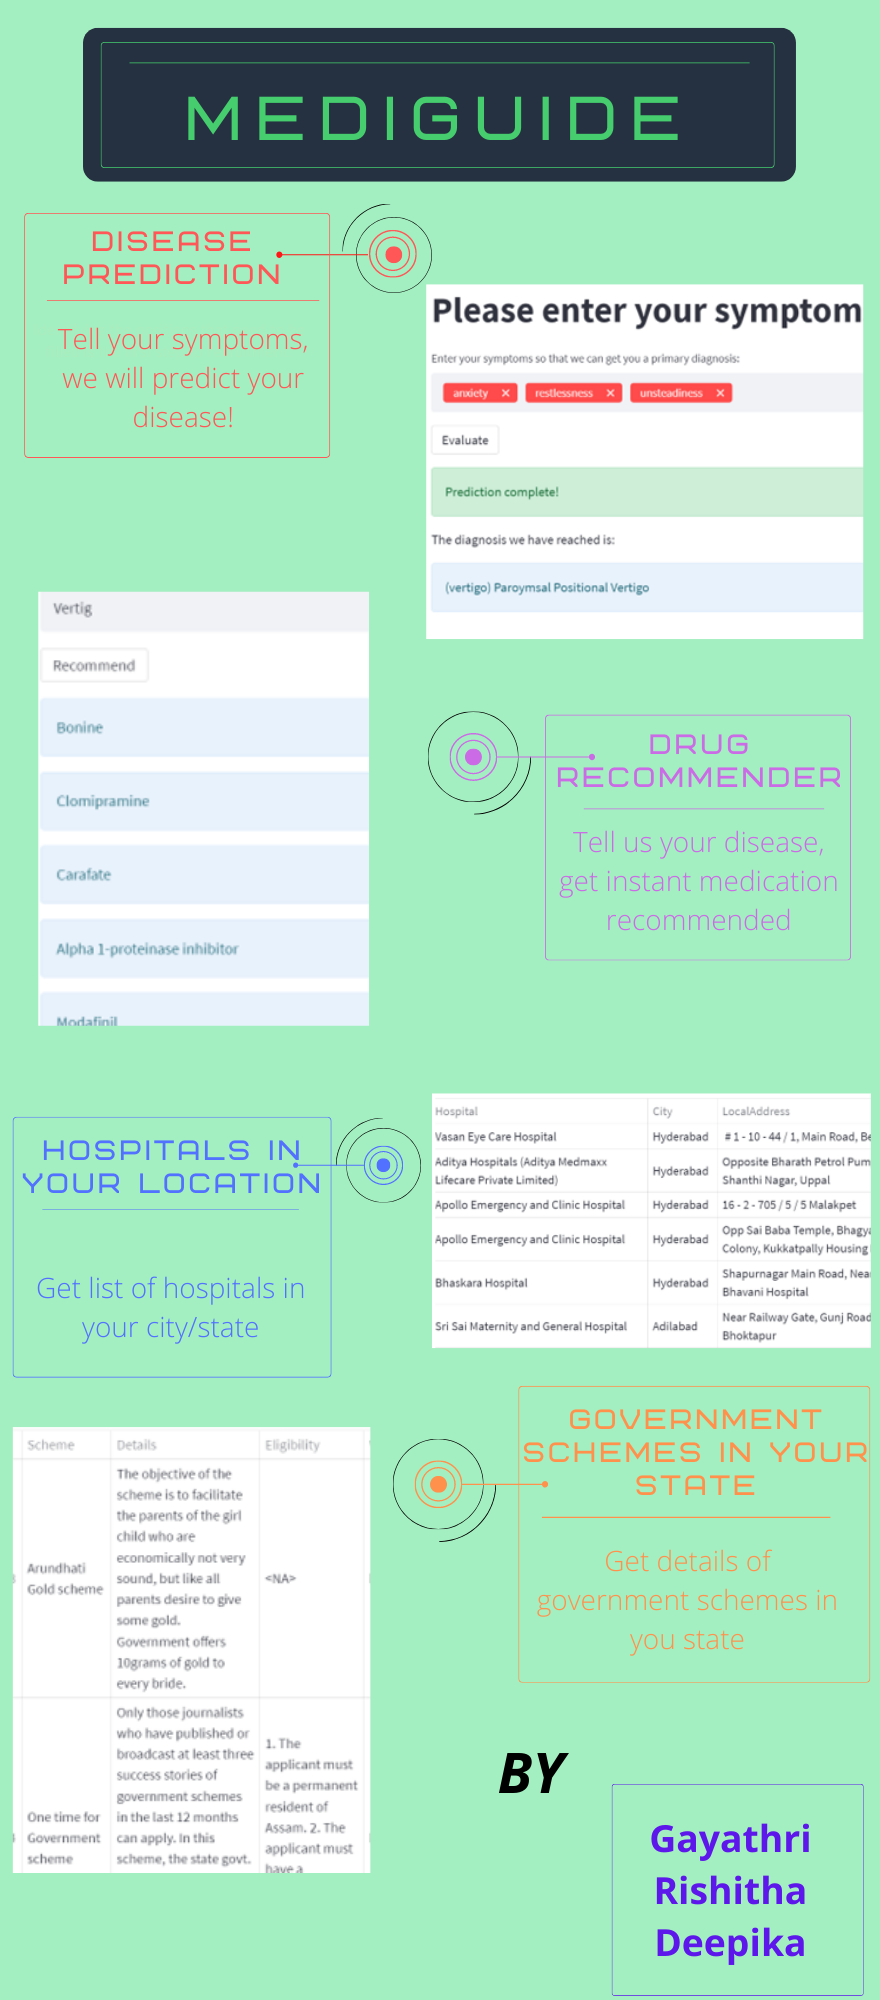 MEDIGUIDE
DISEASE
PREDICTION
Tell your symptoms,
we will predict your
disease!
Please enter your symptom
Enter your symptoms so that we can get you a primary diagnosis:
anxiety × restlessness × unsteadiness ×
Evaluate
Prediction complete!
The diagnosis we have reached is:
(vertigo) Paroymsal Positional Vertigo
Vertig
Recommend
Bonine
Clomipramine
Carafate
Alpha 1-proteinase inhibitor
Modafinil
DRUG
RECOMMENDER
Tell us your disease,
get instant medication
recommended
HOSPITALS IN
YOUR LOCATION
Get list of hospitals in
your city/state
Hospital City LocalAddress
Vasan Eye Care Hospital Hyderabad # 1 - 10 - 44 / 1, Main Road, Be
Aditya Hospitals (Aditya Medmaxx
Lifecare Private Limited) Hyderabad Opposite Bharath Petrol Pum
Shanthi Nagar, Uppal
Apollo Emergency and Clinic Hospital Hyderabad 16 - 2 - 705 / 5 / 5 Malakpet
Apollo Emergency and Clinic Hospital Hyderabad Opp Sai Baba Temple, Bhagya
Colony, Kukkatpally Housing
Bhaskara Hospital Hyderabad Shapurnagar Main Road, Nea
Bhavani Hospital
Sri Sai Maternity and General Hospital Adilabad Near Railway Gate, Gunj Road
Bhoktapur
GOVERNMENT
SCHEMES IN YOUR
STATE
Get details of
government schemes in
you state
Scheme Details Eligibility
Arundhati
Gold scheme
The objective of the
scheme is to facilitate
the parents of the girl
child who are
economically not very
sound, but like all
parents desire to give
some gold.
Government offers
10grams of gold to
every bride.
<NA>
One time for
Government
scheme
Only those journalists
who have published or
broadcast at least three
success stories of
government schemes
in the last 12 months
can apply. In this
scheme, the state govt.
1. The
applicant must
be a permanent
resident of
Assam. 2. The
applicant must
have a
BY
Gayathri
Rishitha
Deepika